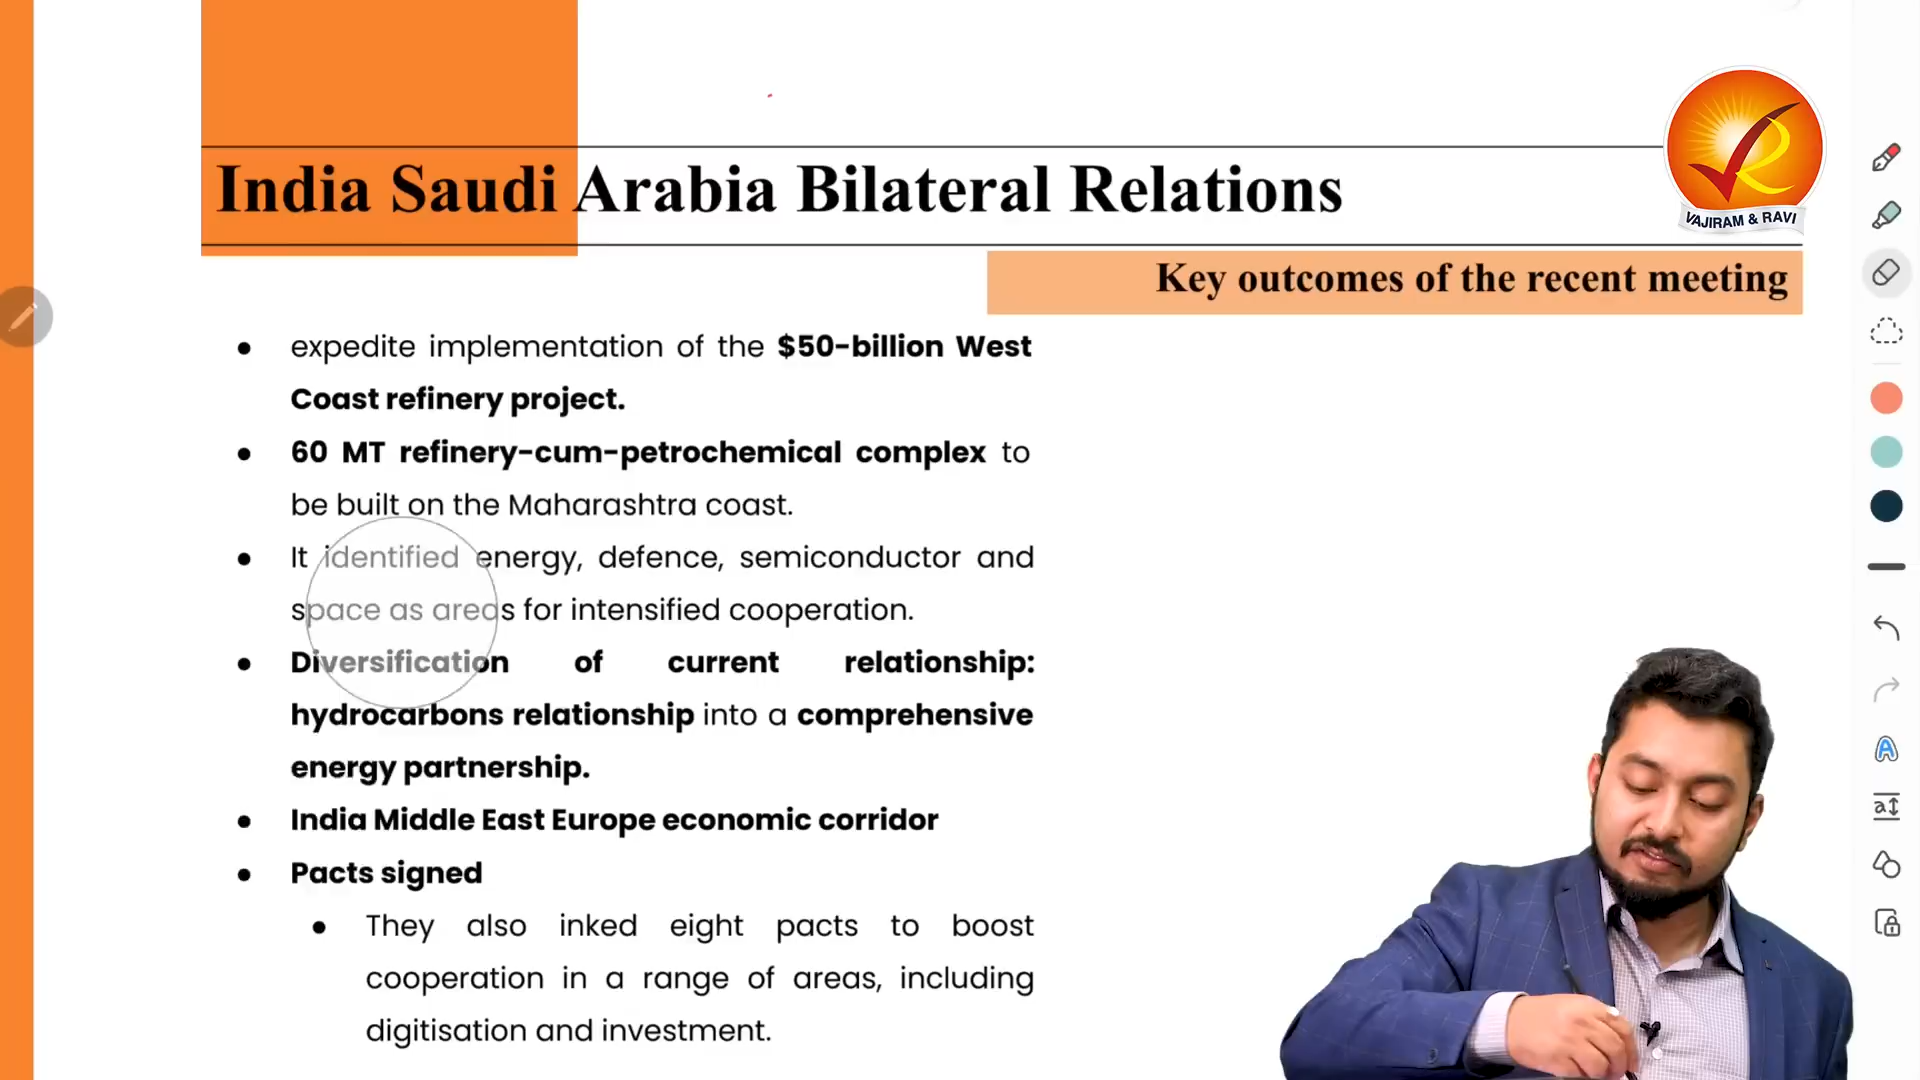 India Saudi Arabia Bilateral Relations
VAJIRAM & RAVI
Key outcomes of the recent meeting
● expedite implementation of the $50-billion West
Coast refinery project.
● 60 MT refinery-cum-petrochemical complex to
be built on the Maharashtra coast.
● It identified energy, defence, semiconductor and
space as areas for intensified cooperation.
● Diversification of current relationship:
hydrocarbons relationship into a comprehensive
energy partnership.
● India Middle East Europe economic corridor
● Pacts signed
● They also inked eight pacts to boost
cooperation in a range of areas, including
digitisation and investment.